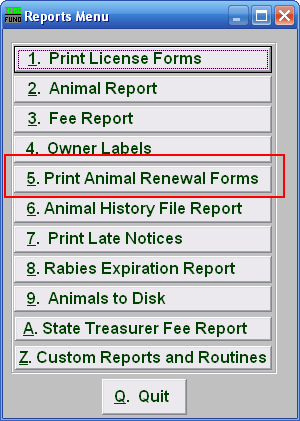 THE
FUND
Reports Menu
1. Print License Forms
2. Animal Report
3. Fee Report
4. Owner Labels
5. Print Animal Renewal Forms
6. Animal History File Report
7. Print Late Notices
8. Rabies Expiration Report
9. Animals to Disk
A. State Treasurer Fee Report
Z. Custom Reports and Routines
Q. Quit